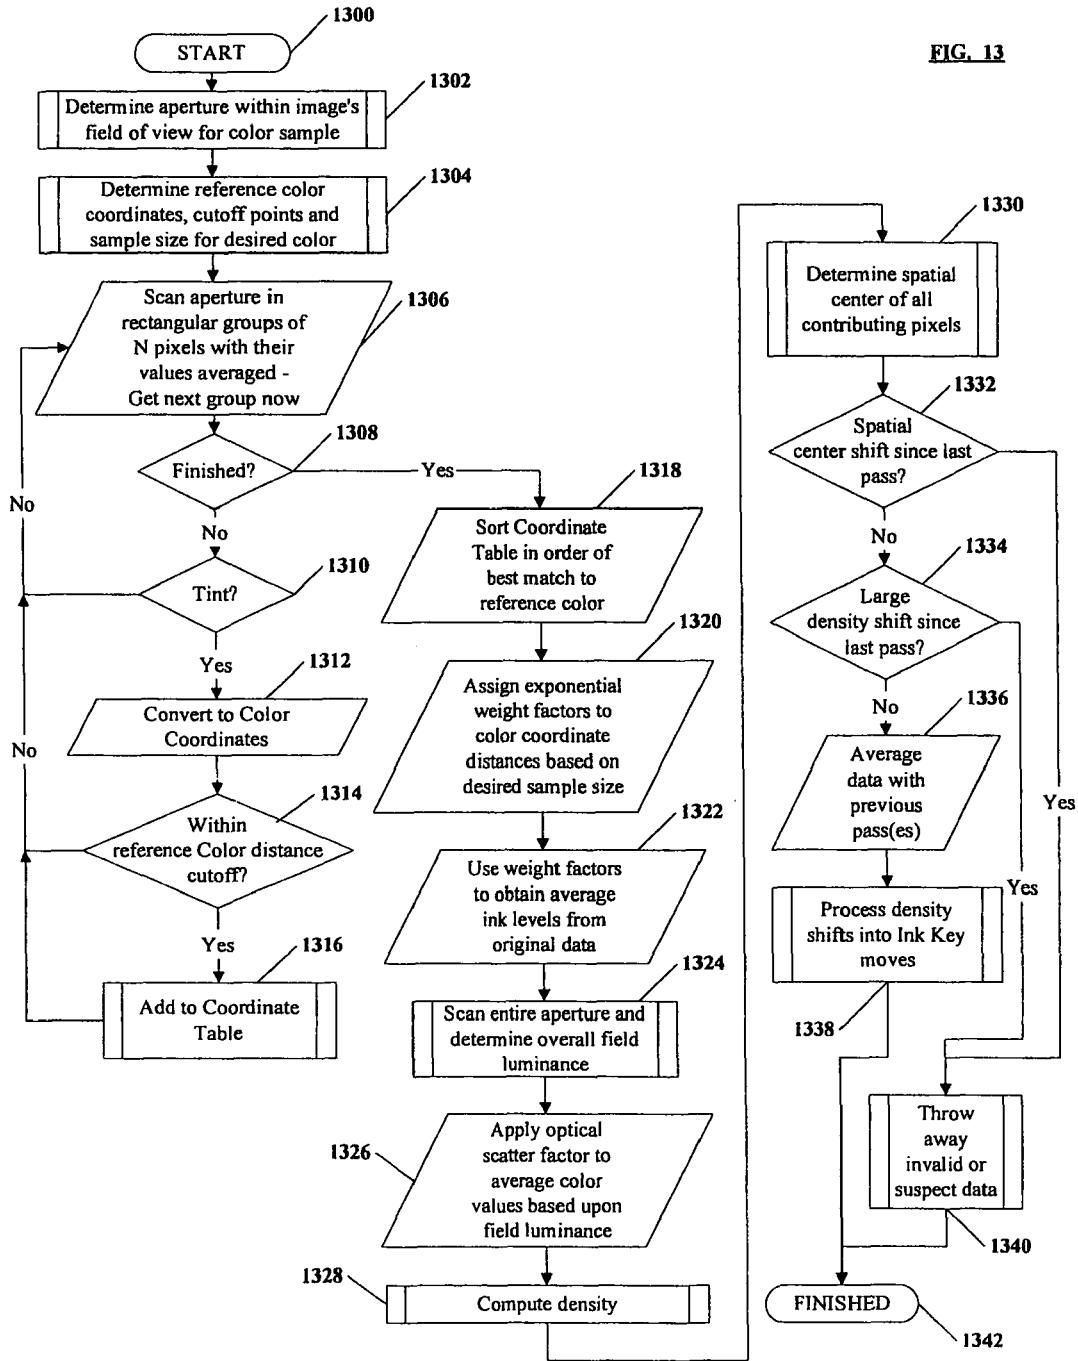 1300
START
FIG. 13
1302
Determine aperture within image's
field of view for color sample
1304
Determine reference color
coordinates, cutoff points and
sample size for desired color
1306
Scan aperture in
rectangular groups of
N pixels with their
values averaged -
Get next group now
1308
Finished?
Yes
No
No
1310
Tint?
Yes
1312
Convert to Color
Coordinates
No
1314
Within
reference Color distance
cutoff?
Yes
1316
Add to Coordinate
Table
1318
Sort Coordinate
Table in order of
best match to
reference color
1320
Assign exponential
weight factors to
color coordinate
distances based on
desired sample size
1322
Use weight factors
to obtain average
ink levels from
original data
1324
Scan entire aperture and
determine overall field
luminance
1326
Apply optical
scatter factor to
average color
values based upon
field luminance
1328
Compute density
1330
Determine spatial
center of all
contributing pixels
1332
Spatial
center shift since last
pass?
No
1334
Large
density shift since
last pass?
No
1336
Average
data with
previous
pass(es)
Yes
Yes
Process density
shifts into Ink Key
moves
1338
Throw
away
invalid or
suspect data
1340
FINISHED
1342